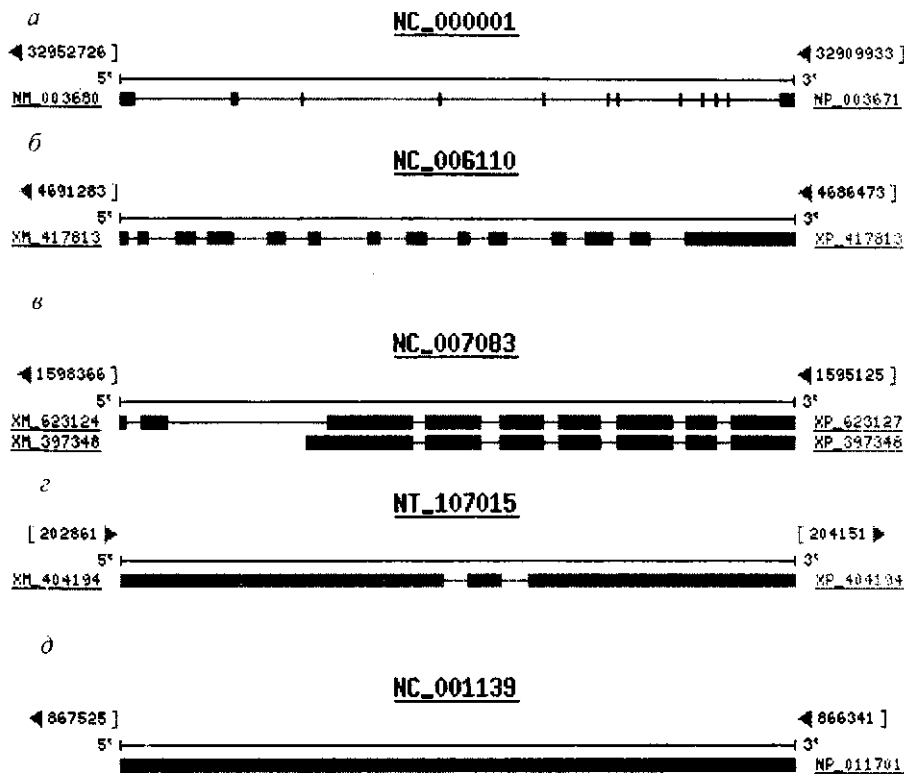 а
NC_000001
32952726 ] 32909933 ]
5' 3'
NM_003680 NP_003671
б
NC_006110
4691283 ] 4686473 ]
5' 3'
XM_417813 XP_417813
в
NC_007083
1598366 ] 1595125 ]
5' 3'
XM_623124 XP_623127
XM_397348 XP_397348
г
NT_107015
[ 202861 [ 204151
5' 3'
XM_404194 XP_404194
д
NC_001139
867525 ] 866341 ]
5' 3'
NP_011701